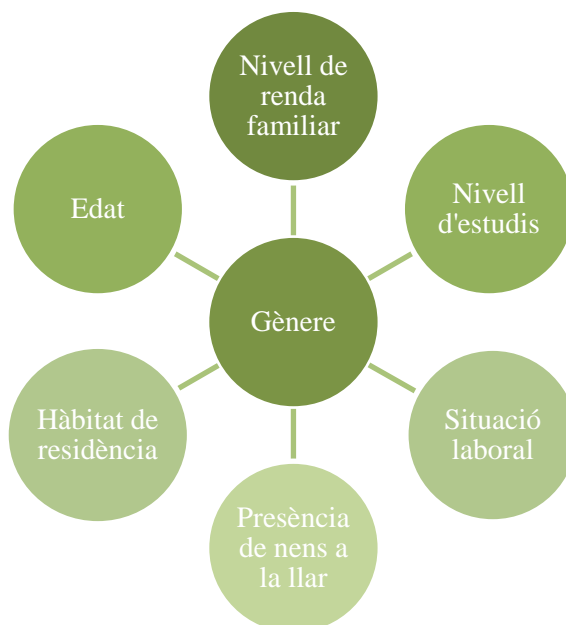 Nivell de
renda
familiar
Edat
Nivell
d'estudis
Gènere
Hàbitat de
residència
Situació
laboral
Presència
de nens a
la llar